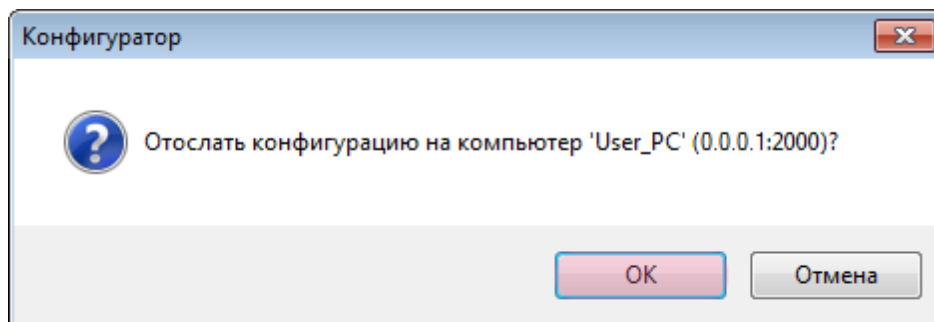 Конфигуратор
Отослать конфигурацию на компьютер 'User_PC' (0.0.0.1:2000)?
OK
Отмена